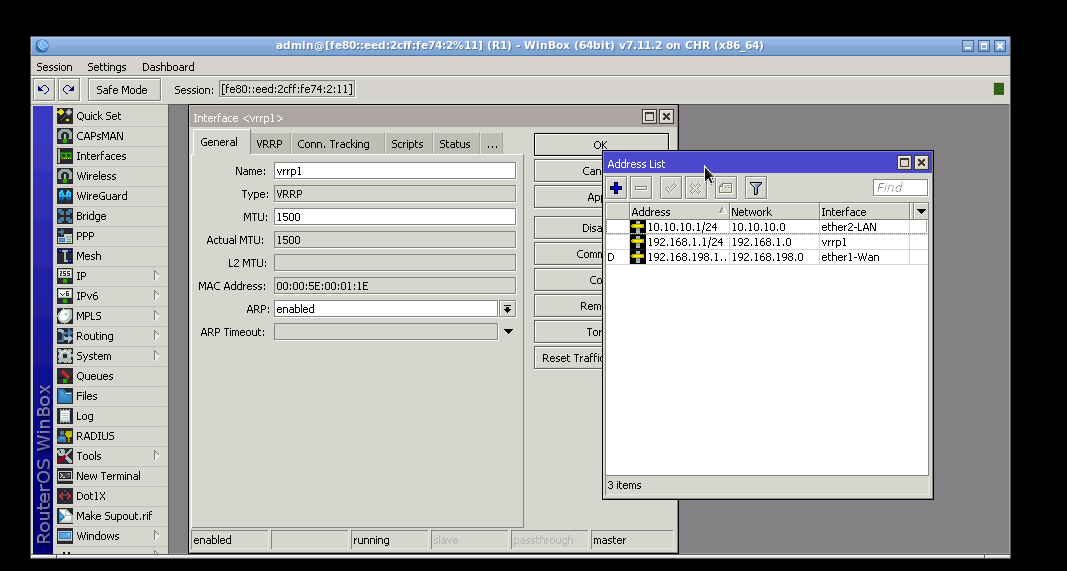 admin@[fe80::eed:2cff:fe74:2%11] (R1) - WinBox (64bit) v7.11.2 on CHR (x86_64)
Session Settings Dashboard
Safe Mode Session: [fe80::eed:2cff:fe74:2:11]
RouterOS WinBox
Quick Set
CAPsMAN
Interfaces
Wireless
WireGuard
Bridge
PPP
Mesh
IP
IPv6
MPLS
Routing
System
Queues
Files
Log
RADIUS
Tools
New Terminal
Dot1X
Make Supout.rif
Windows
Interface <vrrp1>
General VRRP Conn. Tracking Scripts Status ...
Name: vrrp1
Type: VRRP
MTU: 1500
Actual MTU: 1500
L2 MTU:
MAC Address: 00:00:5E:00:01:1E
ARP: enabled
ARP Timeout:
OK
Can
App
Disa
Comm
Co
Rem
Tor
Reset Traffic
enabled running slave passthrough master
Address List
Find
Address Network Interface
10.10.10.1/24 10.10.10.0 ether2-LAN
192.168.1.1/24 192.168.1.0 vrrp1
D 192.168.198.1.. 192.168.198.0 ether1-Wan
3 items